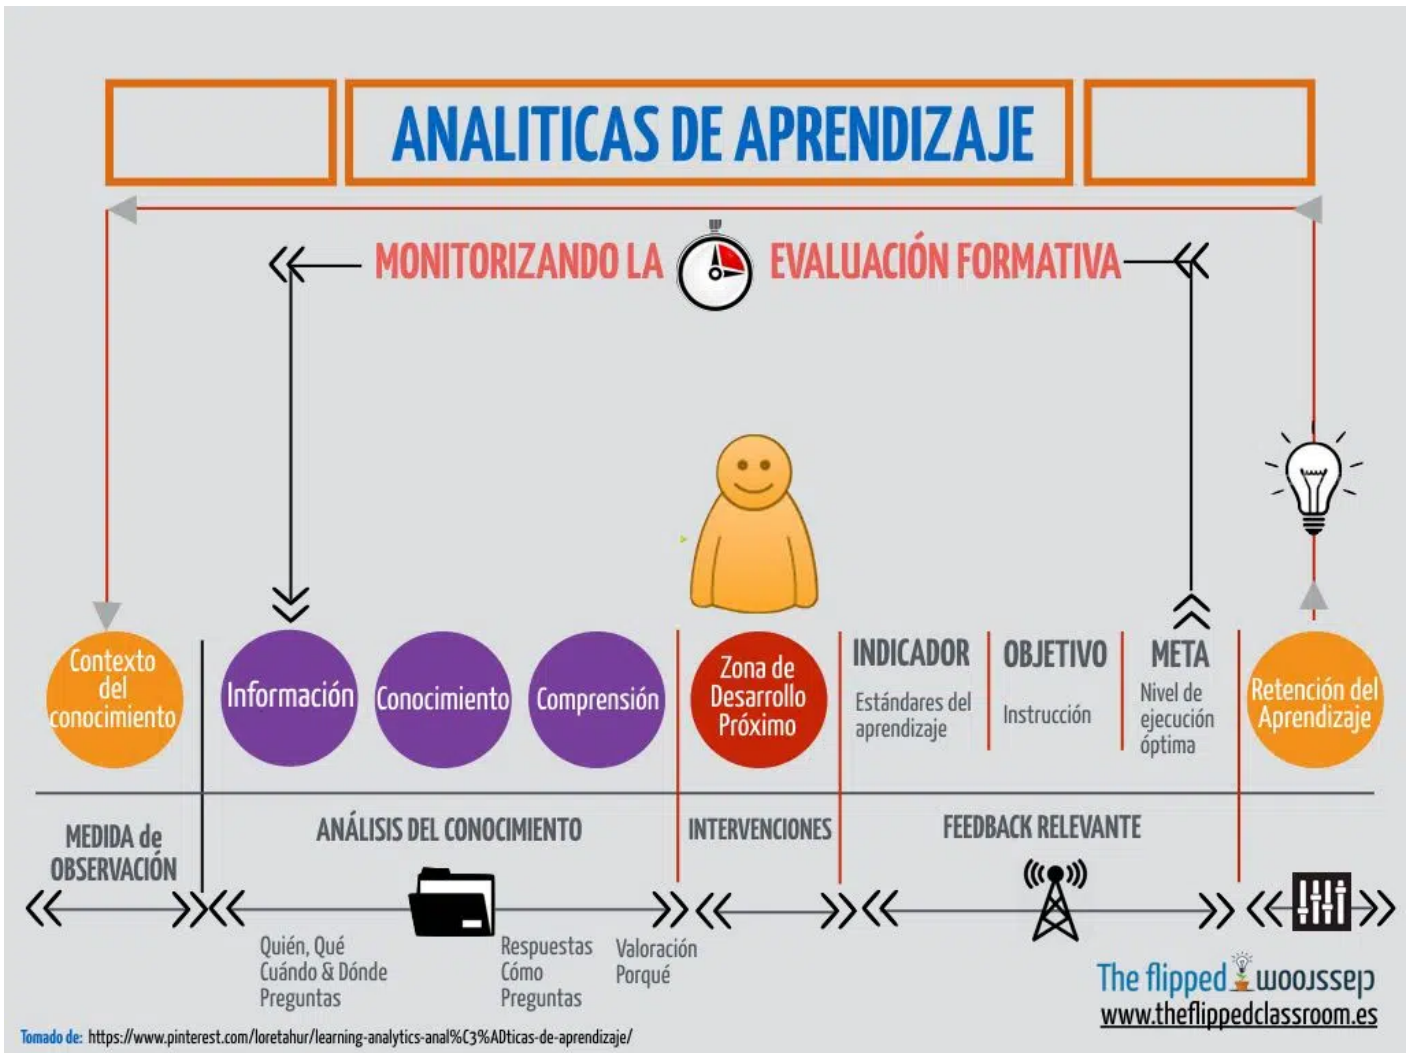 ANALITICAS DE APRENDIZAJE
MONITORIZANDO LA EVALUACIÓN FORMATIVA
Contexto
del
conocimiento
Información
Conocimiento
Comprensión
Zona de
Desarrollo
Próximo
INDICADOR
Estándares del
aprendizaje
OBJETIVO
Instrucción
META
Nivel de
ejecución
óptima
Retención del
Aprendizaje
MEDIDA de
OBSERVACIÓN
ANÁLISIS DEL CONOCIMIENTO
INTERVENCIONES
FEEDBACK RELEVANTE
Quién, Qué
Cuándo & Dónde
Preguntas
Respuestas
Cómo
Preguntas
Valoración
Porqué
The flipped classroom
www.theflippedclassroom.es
Tomado de: https://www.pinterest.com/loretahur/learning-analytics-anal%C3%ADticas-de-aprendizaje/